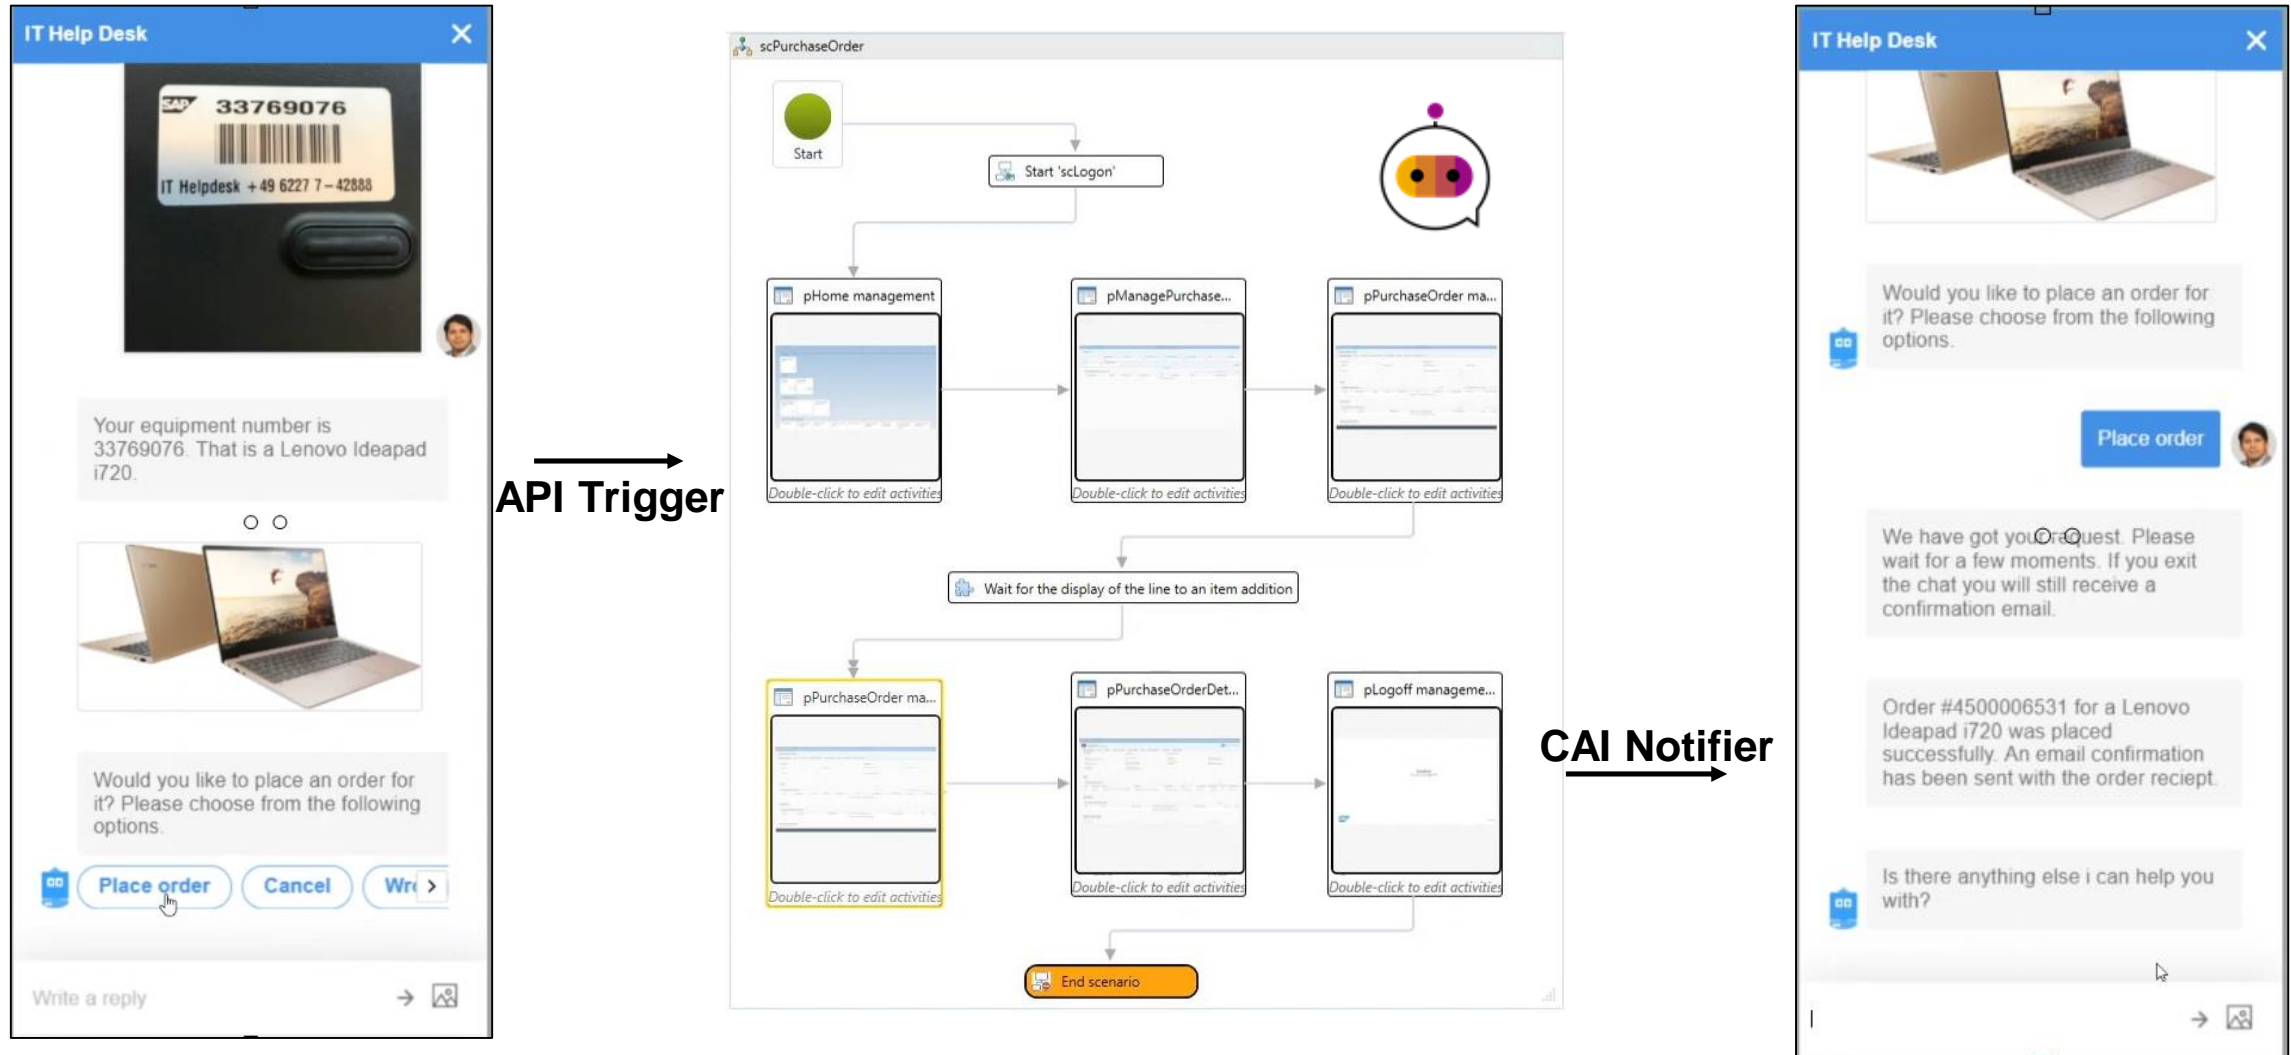 IT Help Desk
SAP 33769076
IT Helpdesk +49 6227 7-42888
Your equipment number is
33769076. That is a Lenovo Ideapad
i720.
Would you like to place an order for
it? Please choose from the following
options.
Place order
Cancel
Write a reply
API Trigger
scPurchaseOrder
Start
Start 'scLogon'
pHome management
Double-click to edit activities
pManagePurchase...
Double-click to edit activities
pPurchaseOrder ma...
Double-click to edit activities
Wait for the display of the line to an item addition
pPurchaseOrder ma...
Double-click to edit activities
pPurchaseOrderDet...
Double-click to edit activities
pLogoff manageme...
Double-click to edit activities
End scenario
CAI Notifier
IT Help Desk
Would you like to place an order for
it? Please choose from the following
options.
Place order
We have got your request. Please
wait for a few moments. If you exit
the chat you will still receive a
confirmation email.
Order #4500006531 for a Lenovo
Ideapad i720 was placed
successfully. An email confirmation
has been sent with the order reciept.
Is there anything else i can help you
with?